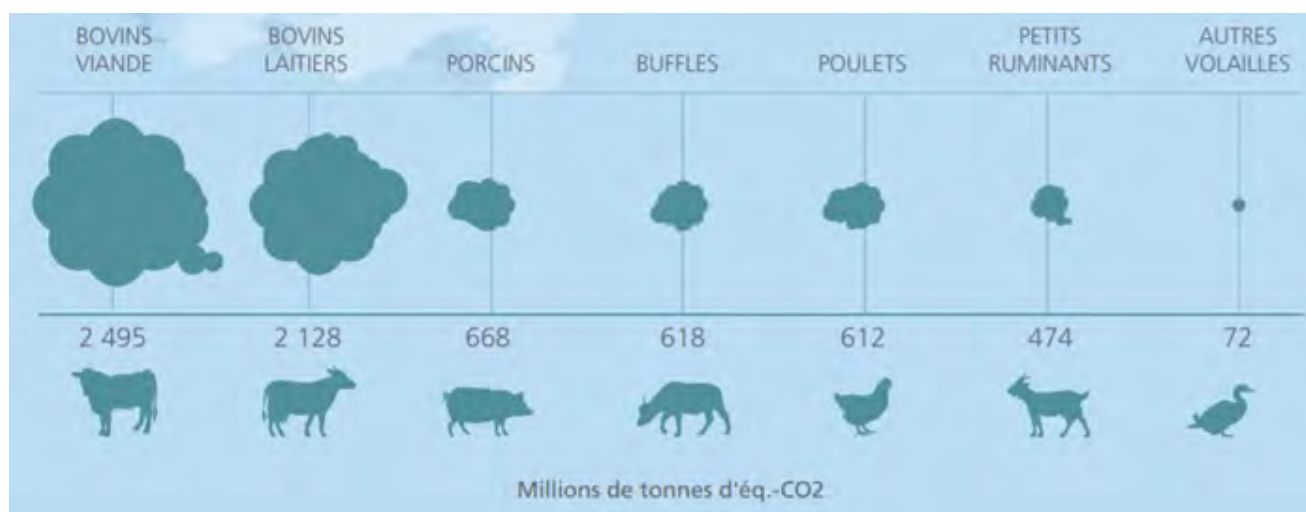 BOVINS VIANDE
BOVINS LAITIERS
PORCINS
BUFFLES
POULETS
PETITS RUMINANTS
AUTRES VOLAILLES
2 495
2 128
668
618
612
474
72
Millions de tonnes d'éq.-CO2